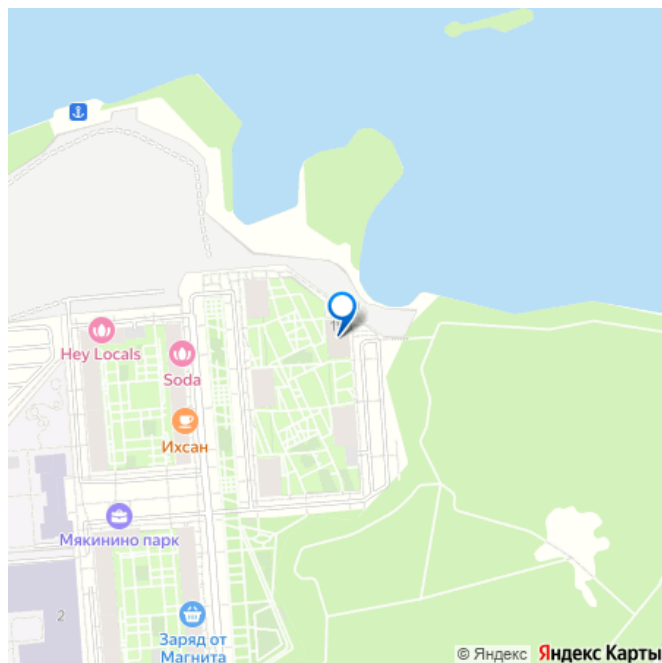 Hey Locals
Soda
Ихсан
Мякинино парк
2
Заряд от
Магнита
© Яндекс Яндекс Карты